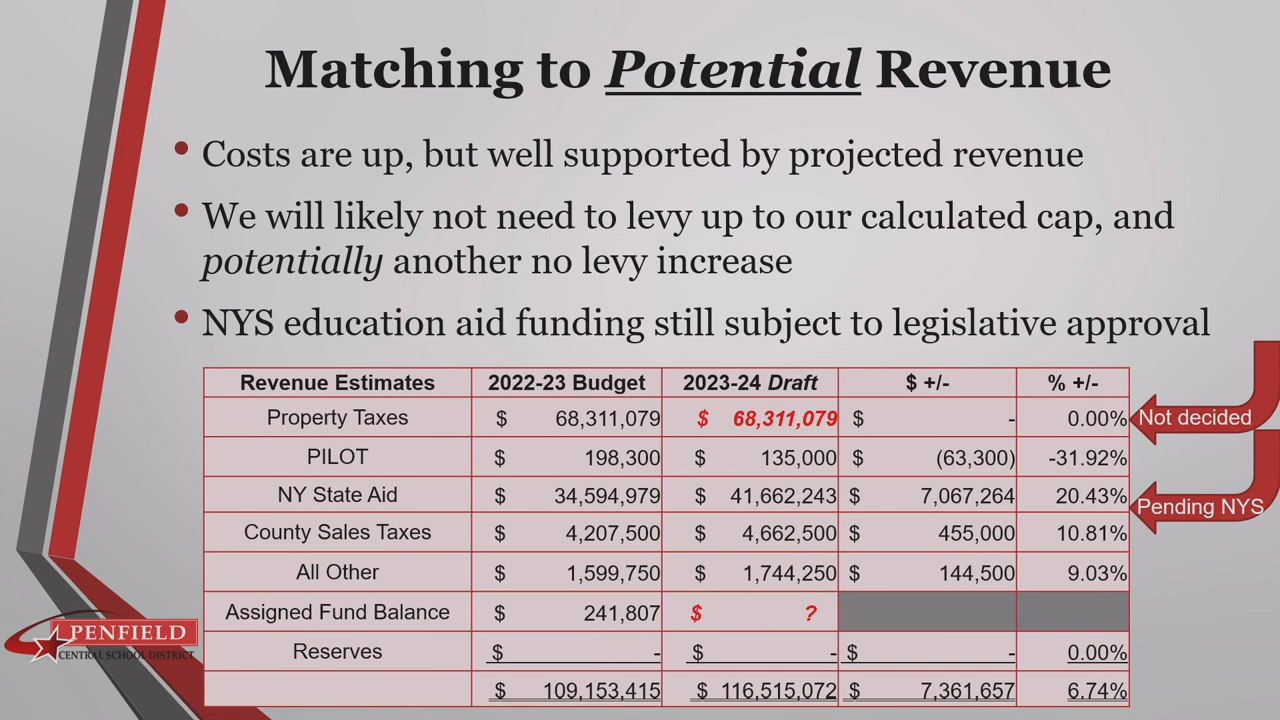 Matching to Potential Revenue
• Costs are up, but well supported by projected revenue
• We will likely not need to levy up to our calculated cap, and
potentially another no levy increase
• NYS education aid funding still subject to legislative approval
Revenue Estimates 2022-23 Budget 2023-24 Draft $ +/- % +/-
Property Taxes $ 68,311,079 $ 68,311,079 $ - 0.00% Not decided
PILOT $ 198,300 $ 135,000 $ (63,300) -31.92%
NY State Aid $ 34,594,979 $ 41,662,243 $ 7,067,264 20.43% Pending NYS
County Sales Taxes $ 4,207,500 $ 4,662,500 $ 455,000 10.81%
All Other $ 1,599,750 $ 1,744,250 $ 144,500 9.03%
Assigned Fund Balance $ 241,807 $ ?
Reserves $ - $ - $ - 0.00%
$ 109,153,415 $ 116,515,072 $ 7,361,657 6.74%
PENFIELD
CENTRAL SCHOOL DISTRICT